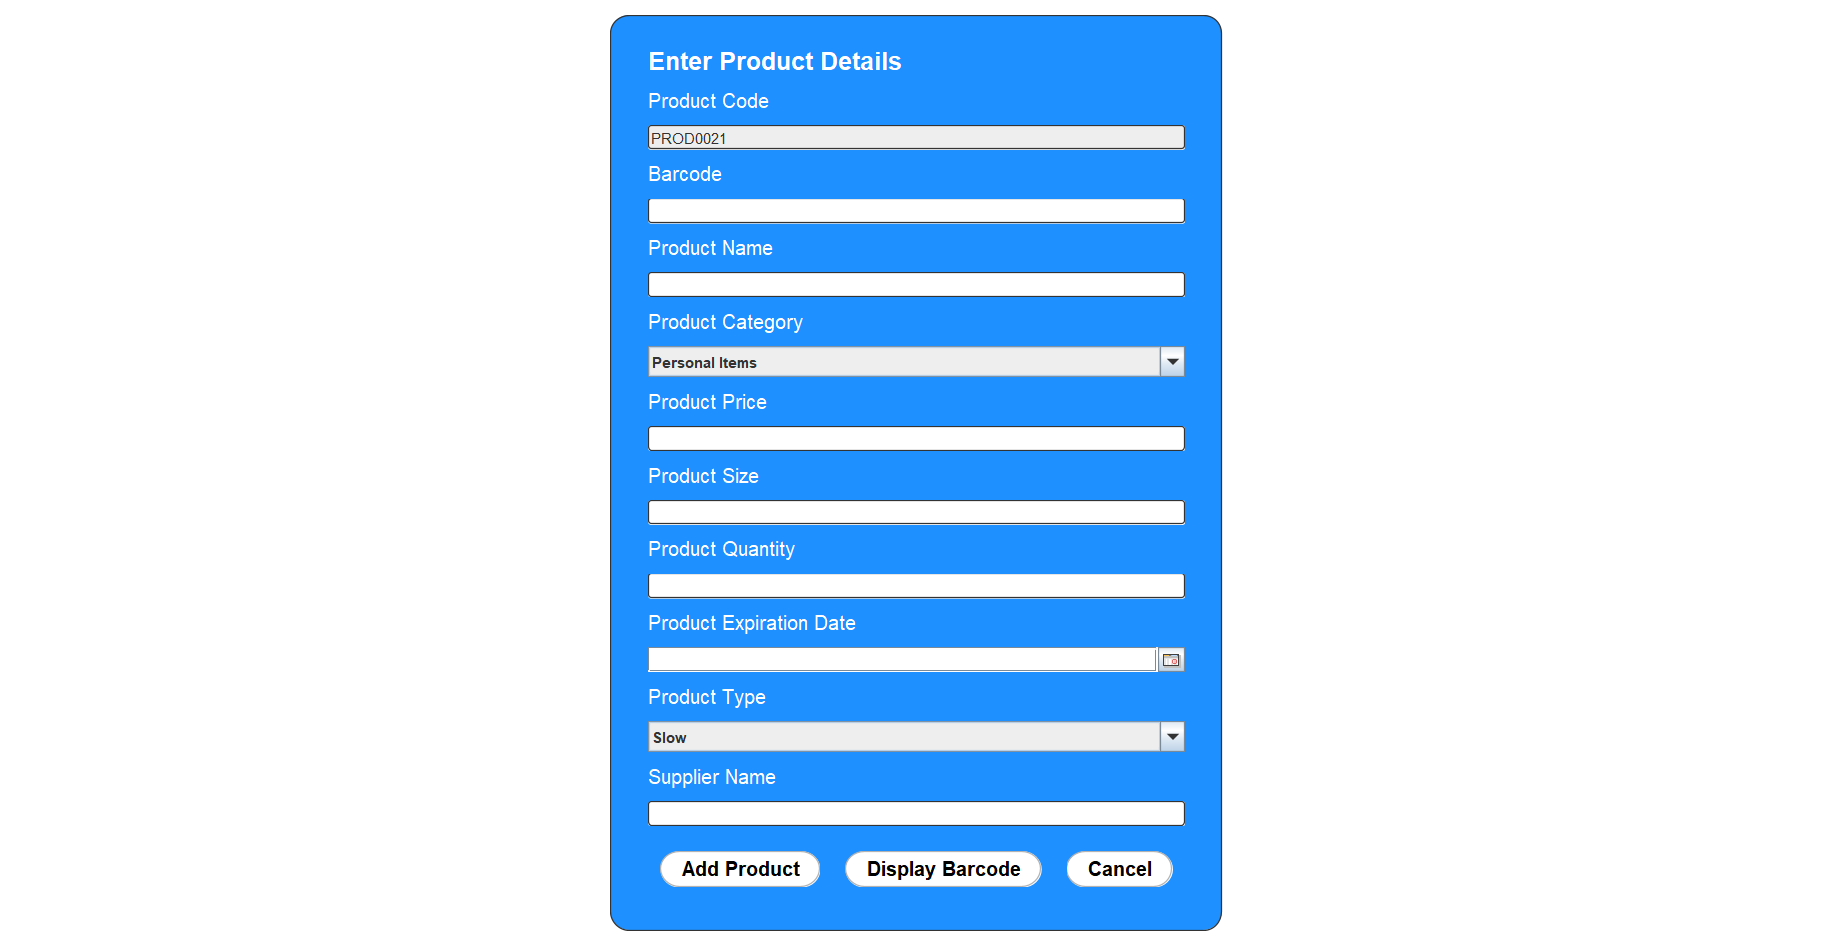 Enter Product Details
Product Code
PROD0021
Barcode
Product Name
Product Category
Personal Items
Product Price
Product Size
Product Quantity
Product Expiration Date
Product Type
Slow
Supplier Name
Add Product Display Barcode Cancel